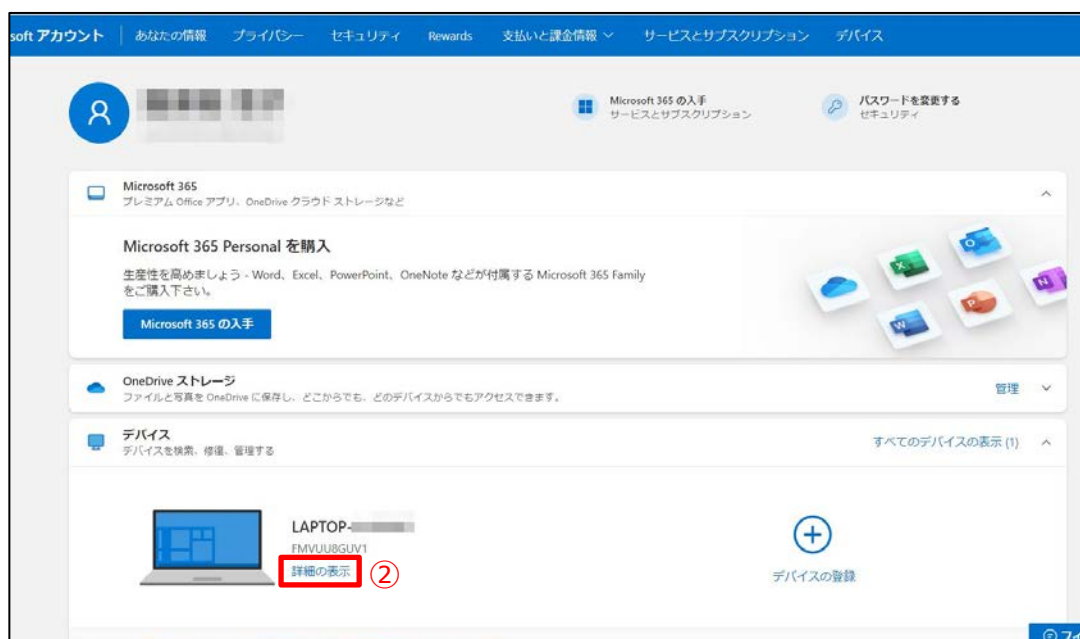 soft アカウント あなたの情報 プライバシー セキュリティ Rewards 支払いと課金情報 サービスとサブスクリプション デバイス
Microsoft 365 の入手
サービスとサブスクリプション
パスワードを変更する
セキュリティ
Microsoft 365
プレミアム Office アプリ、OneDrive クラウド ストレージなど
Microsoft 365 Personal を購入
生産性を高めましょう - Word、Excel、PowerPoint、OneNote などが付属する Microsoft 365 Family
をご購入下さい。
Microsoft 365 の入手
OneDrive ストレージ
ファイルと写真を OneDrive に保存し、どこからでも、どのデバイスからでもアクセスできます。
管理
デバイス
デバイスを検索、修復、管理する
すべてのデバイスの表示 (1)
LAPTOP-
FMVUU8GUV1
詳細の表示 ②
デバイスの登録